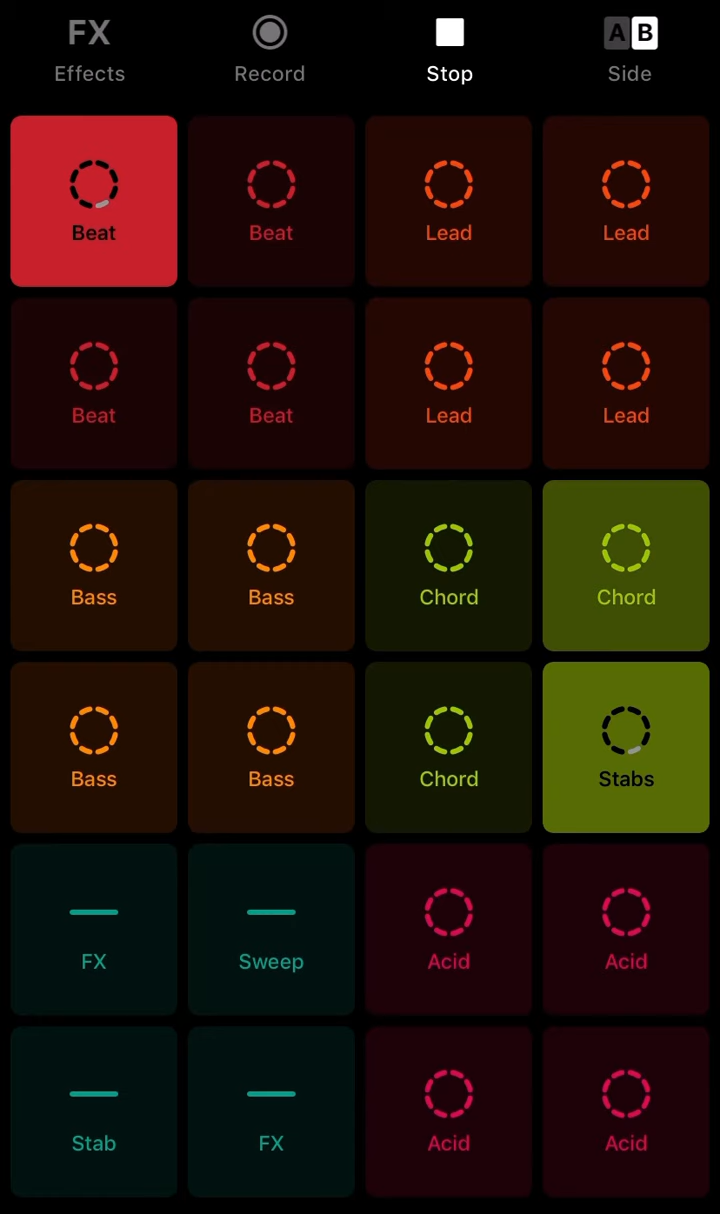 FX A B
Effects Record Stop Side
Beat Beat Lead Lead
Beat Beat Lead Lead
Bass Bass Chord Chord
Bass Bass Chord Stabs
FX Sweep Acid Acid
Stab FX Acid Acid